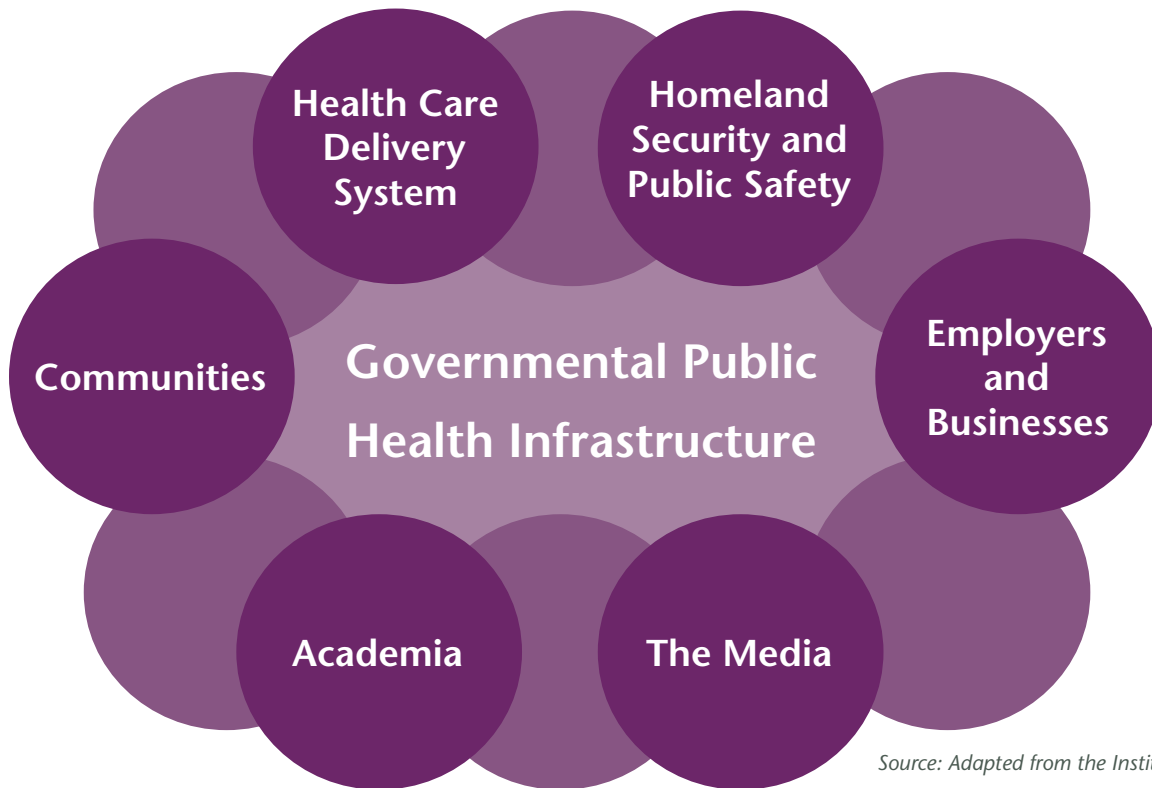 Health Care
Delivery
System
Homeland
Security and
Public Safety
Communities
Governmental Public
Health Infrastructure
Employers
and
Businesses
Academia
The Media
Source: Adapted from the